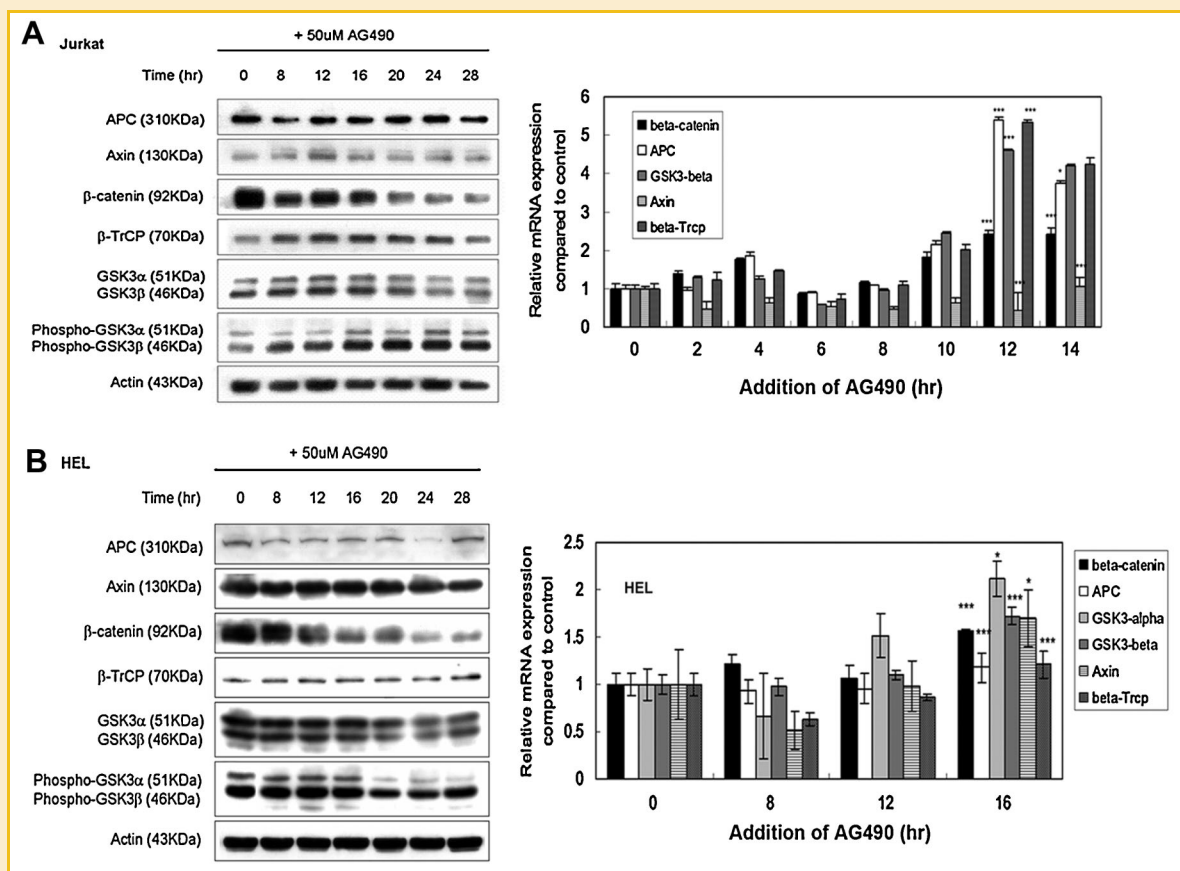 A Jurkat
+ 50uM AG490
Time (hr) 0 8 12 16 20 24 28
APC (310KDa)
Axin (130KDa)
β-catenin (92KDa)
β-TrCP (70KDa)
GSK3α (51KDa)
GSK3β (46KDa)
Phospho-GSK3α (51KDa)
Phospho-GSK3β (46KDa)
Actin (43KDa)
Relative mRNA expression
compared to control
6
5
4
3
2
1
0
beta-catenin
APC
GSK3-beta
Axin
beta-Trcp
*** *** *** ***
*** * ***
0 2 4 6 8 10 12 14
Addition of AG490 (hr)
B HEL
+ 50uM AG490
Time (hr) 0 8 12 16 20 24 28
APC (310KDa)
Axin (130KDa)
β-catenin (92KDa)
β-TrCP (70KDa)
GSK3α (51KDa)
GSK3β (46KDa)
Phospho-GSK3α (51KDa)
Phospho-GSK3β (46KDa)
Actin (43KDa)
Relative mRNA expression
compared to control
2.5
2
1.5
1
0.5
0
HEL
*** *** * *** * ***
beta-catenin
APC
GSK3-alpha
GSK3-beta
Axin
beta-Trcp
0 8 12 16
Addition of AG490 (hr)